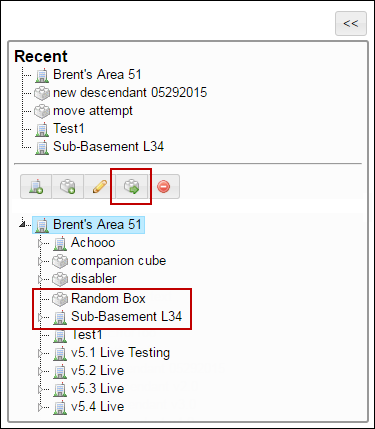 <<
Recent
Brent's Area 51
new descendant 05292015
move attempt
Test1
Sub-Basement L34
Brent's Area 51
Achooo
companion cube
disabler
Random Box
Sub-Basement L34
Test1
v5.1 Live Testing
v5.2 Live
v5.3 Live
v5.4 Live